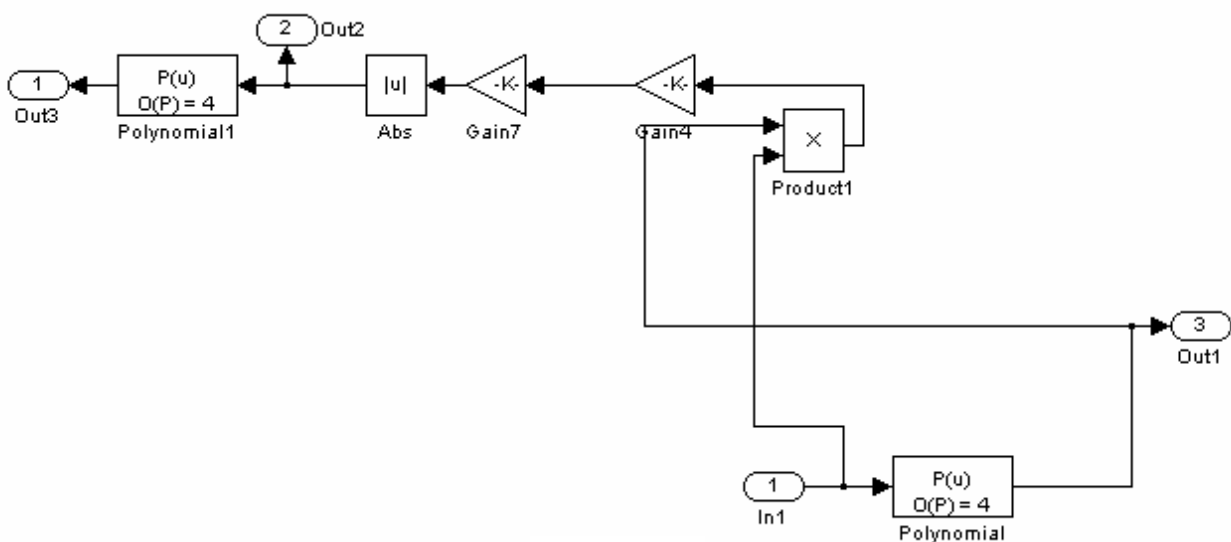 2
Out2
1
Out3
P(u)
O(P) = 4
Polynomial1
|u|
Abs
-K-
Gain7
-K-
Gain4
×
Product1
3
Out1
1
In1
P(u)
O(P) = 4
Polynomial